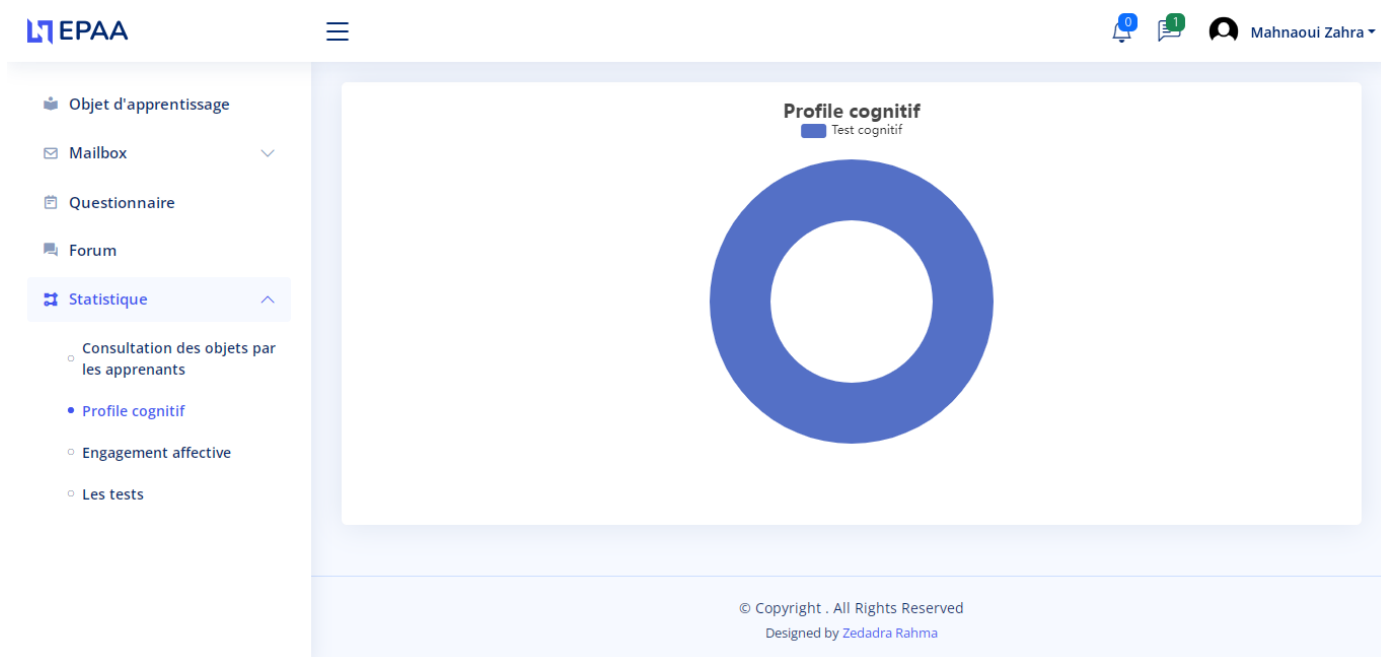 EPAA
0
1
Mahnaoui Zahra
Objet d'apprentissage
Mailbox
Questionnaire
Forum
Statistique
Consultation des objets par
les apprenants
Profile cognitif
Engagement affective
Les tests
Profile cognitif
Test cognitif
© Copyright . All Rights Reserved
Designed by Zedadra Rahma